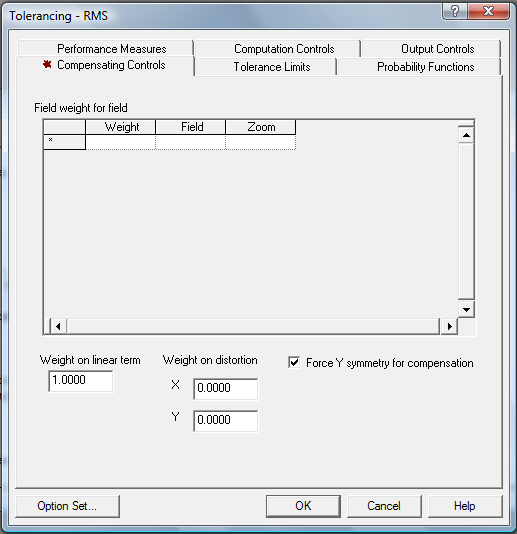 Tolerancing - RMS
Performance Measures Computation Controls Output Controls
Compensating Controls Tolerance Limits Probability Functions
Field weight for field
Weight Field Zoom
*
Weight on linear term Weight on distortion Force Y symmetry for compensation
1.0000 X 0.0000
Y 0.0000
Option Set... OK Cancel Help